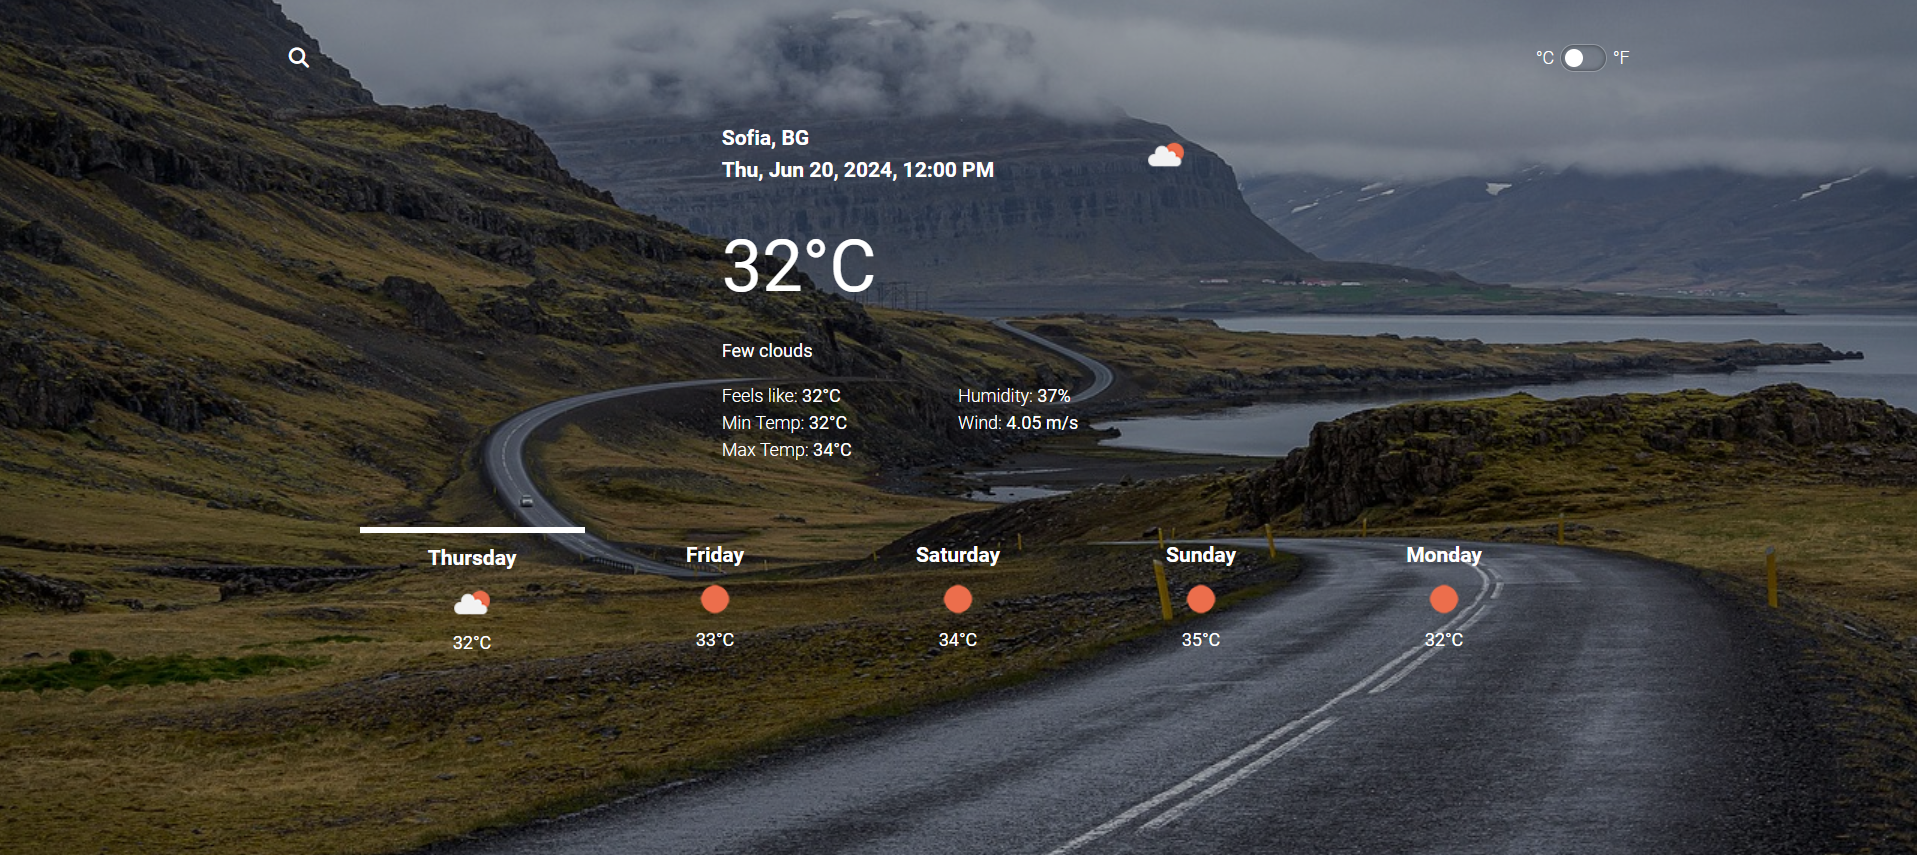 °C °F
Sofia, BG
Thu, Jun 20, 2024, 12:00 PM
32°C
Few clouds
Feels like: 32°C
Min Temp: 32°C
Max Temp: 34°C
Humidity: 37%
Wind: 4.05 m/s
Thursday
32°C
Friday
33°C
Saturday
34°C
Sunday
35°C
Monday
32°C